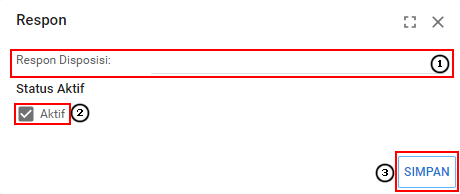 Respon
Respon Disposisi:
1
Status Aktif
Aktif
2
3
SIMPAN